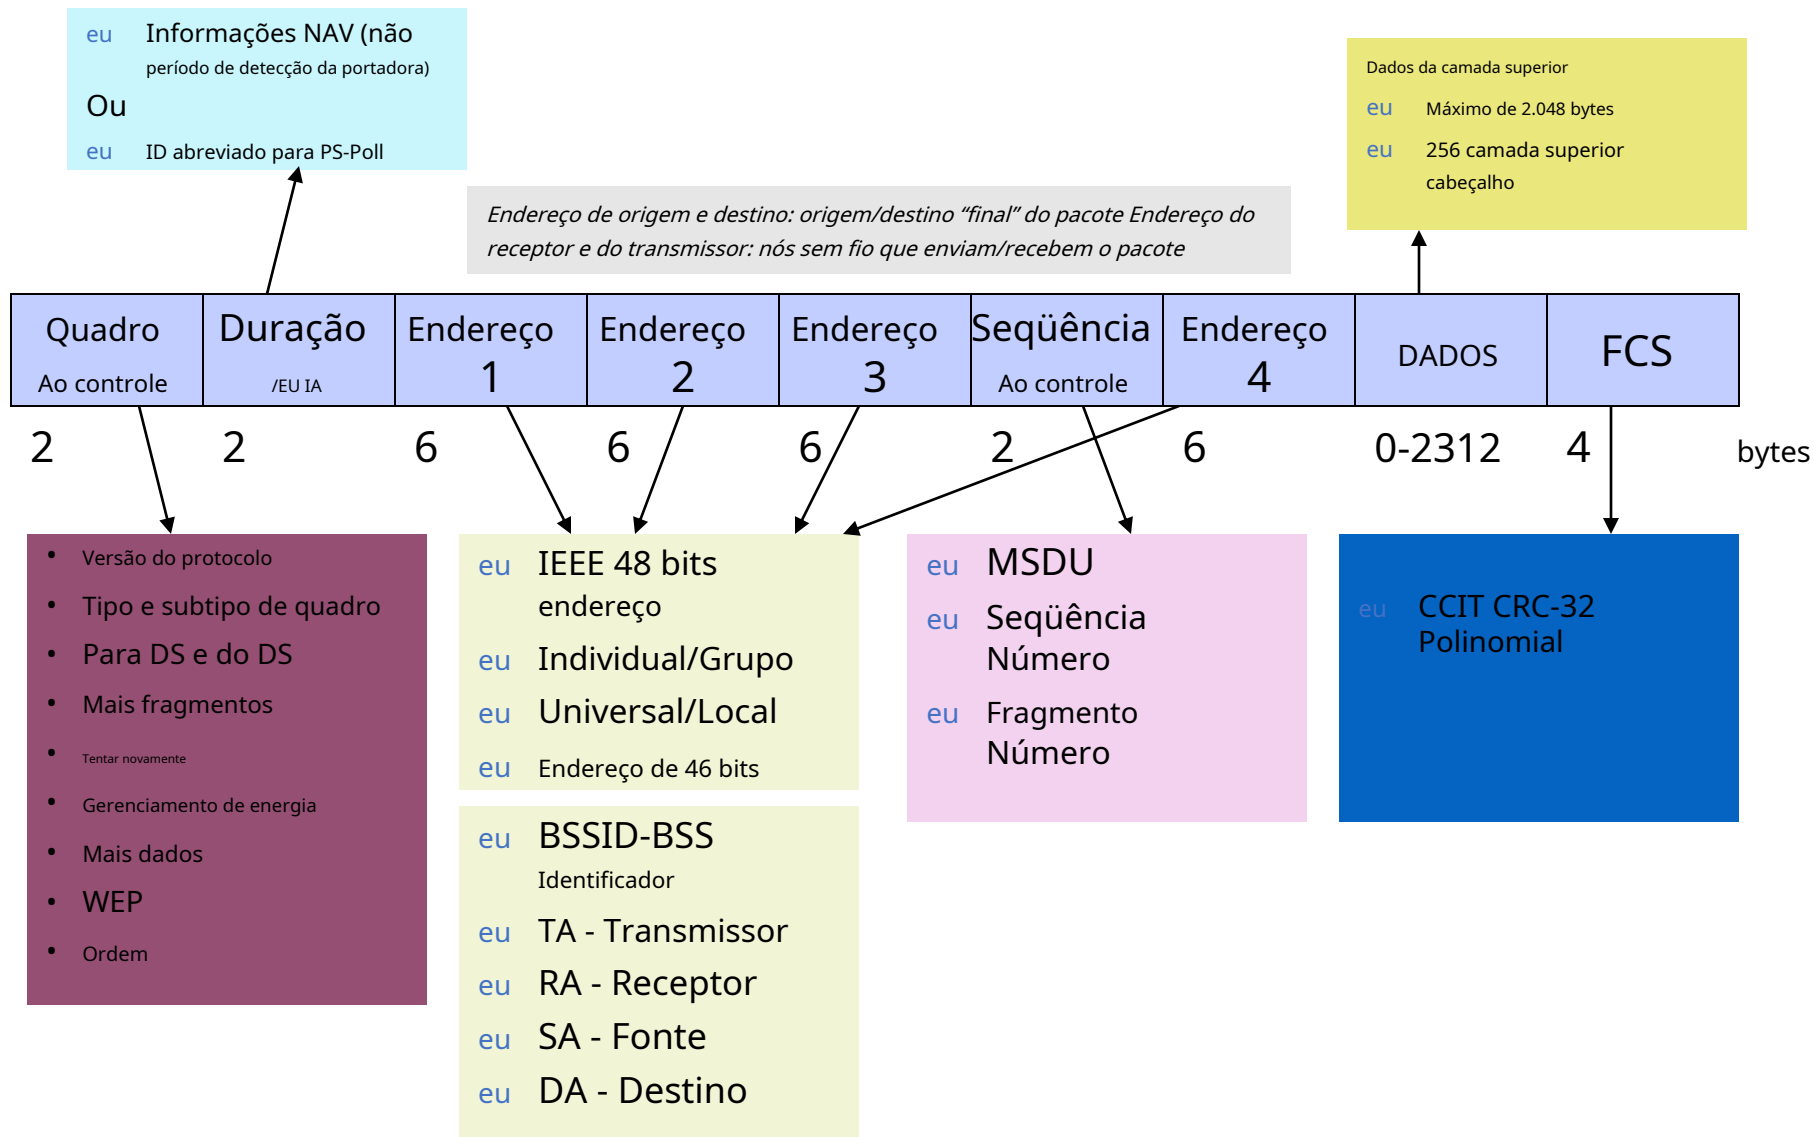 eu Informações NAV (não
período de detecção da portadora)
Ou
eu ID abreviado para PS-Poll
Dados da camada superior
eu Máximo de 2.048 bytes
eu 256 camada superior
cabeçalho
Endereço de origem e destino: origem/destino “final” do pacote Endereço do
receptor e do transmissor: nós sem fio que enviam/recebem o pacote
Quadro
Ao controle
Duração
/EU IA
Endereço
1
Endereço
2
Endereço
3
Seqüência
Ao controle
Endereço
4
DADOS
FCS
2 2 6 6 6 2 6 0-2312 4 bytes
• Versão do protocolo
• Tipo e subtipo de quadro
• Para DS e do DS
• Mais fragmentos
• Tentar novamente
• Gerenciamento de energia
• Mais dados
• WEP
• Ordem
eu IEEE 48 bits
endereço
eu Individual/Grupo
eu Universal/Local
eu Endereço de 46 bits
eu BSSID-BSS
Identificador
eu TA - Transmissor
eu RA - Receptor
eu SA - Fonte
eu DA - Destino
eu MSDU
eu Seqüência
Número
eu Fragmento
Número
eu CCIT CRC-32
Polinomial